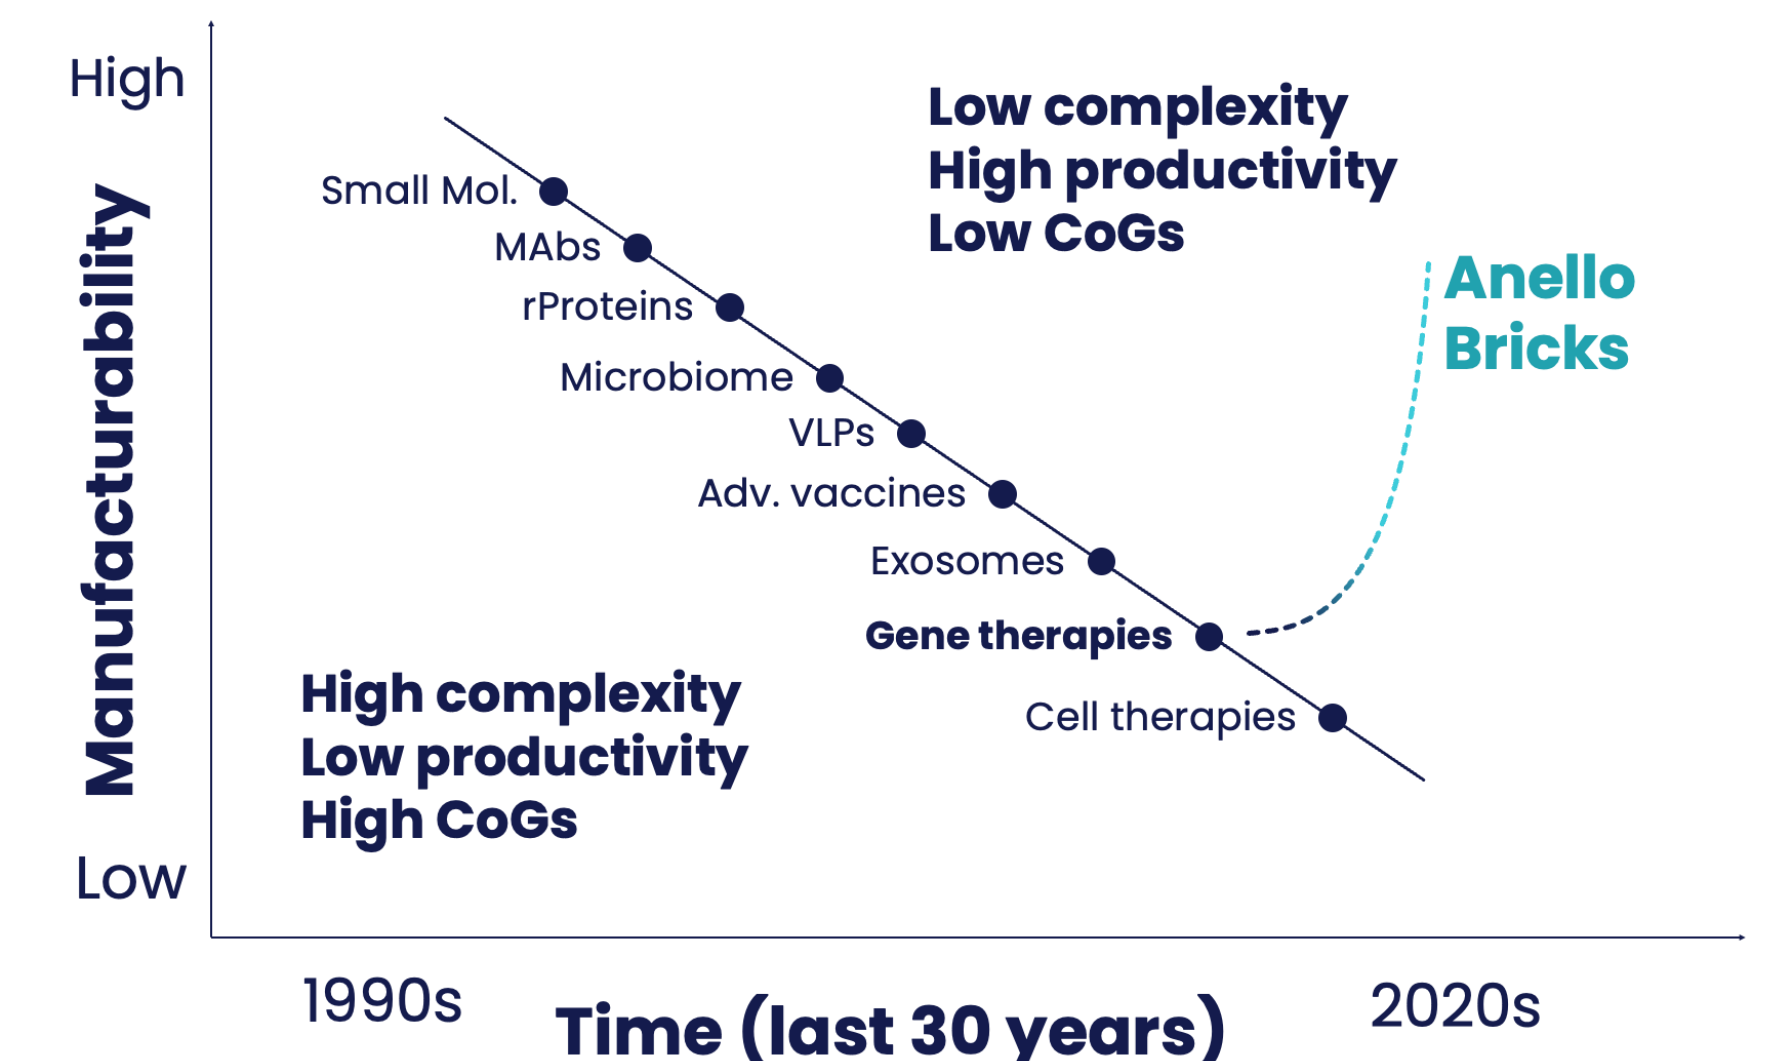 High
Low complexity
High productivity
Low CoGs
Small Mol.
MAbs
rProteins
Anello
Bricks
Microbiome
VLPs
Adv. vaccines
Exosomes
Gene therapies
Cell therapies
Manufacturability
High complexity
Low productivity
High CoGs
Low
1990s
Time (last 30 years)
2020s